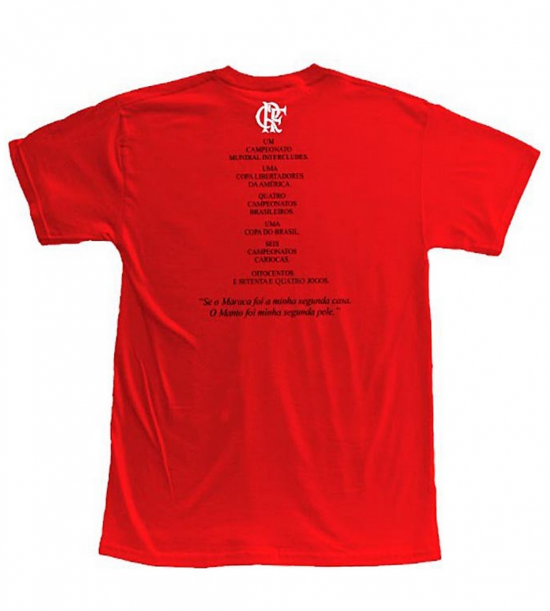 CRF
UM
CAMPEONATO
MUNDIAL INTERCLUBES.
UMA
COPA LIBERTADORES
DA AMÉRICA.
QUATRO
CAMPEONATOS
BRASILEIROS.
UMA
COPA DO BRASIL.
SEIS
CAMPEONATOS
CARIOCAS.
OITOCENTOS
E SETENTA E QUATRO JOGOS.
"Se o Maraca foi a minha segunda casa.
O Manto foi minha segunda pele."